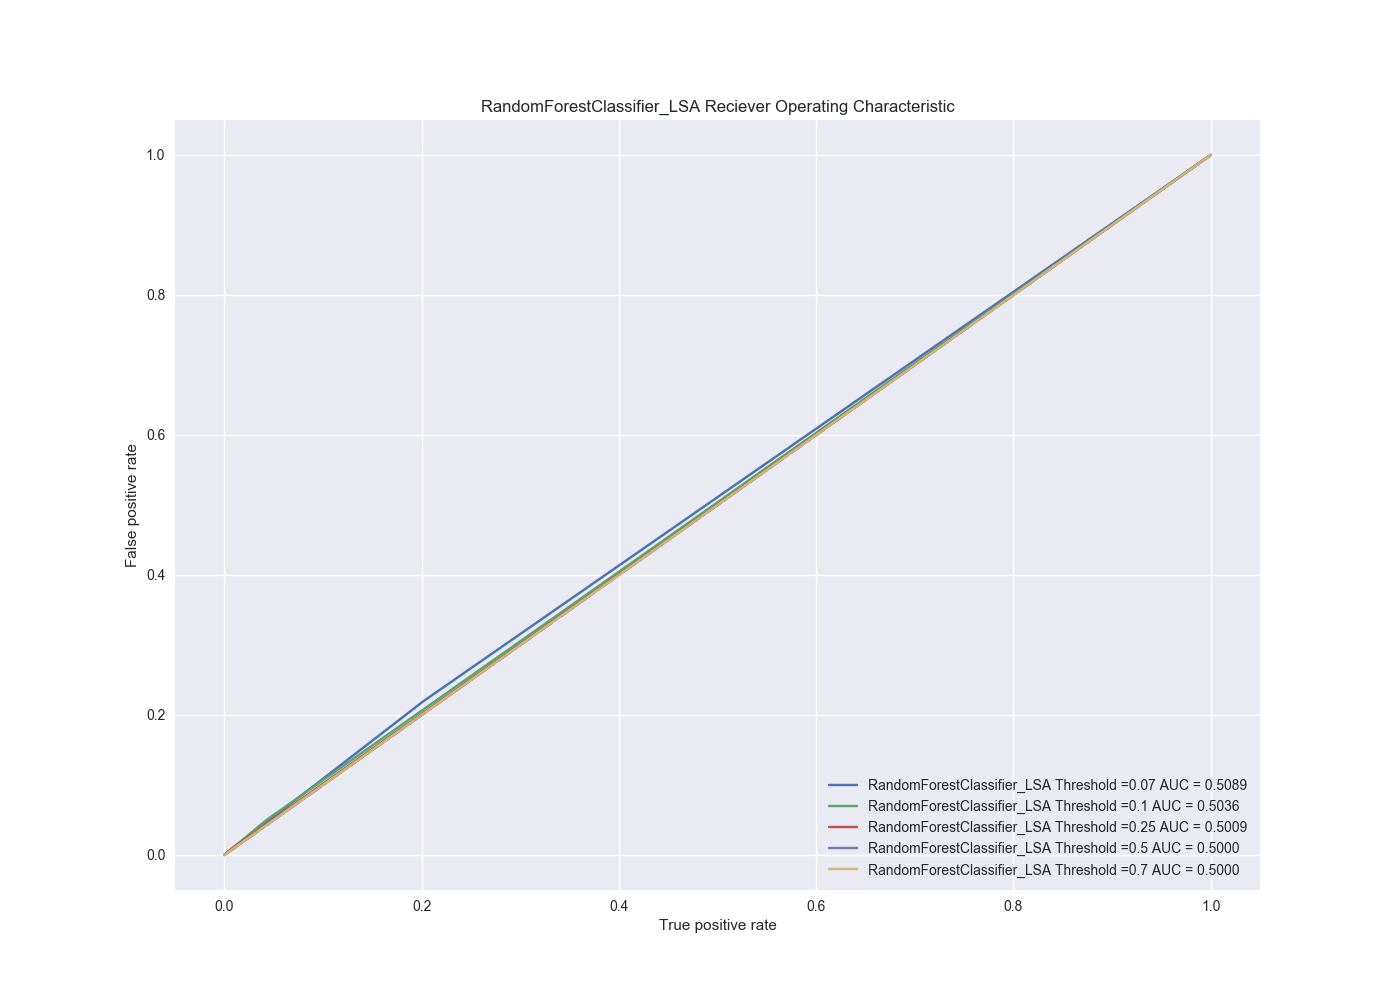 RandomForestClassifier_LSA Reciever Operating Characteristic
1.0
0.8
0.6
0.4
0.2
0.0
False positive rate
RandomForestClassifier_LSA Threshold =0.07 AUC = 0.5089
RandomForestClassifier_LSA Threshold =0.1 AUC = 0.5036
RandomForestClassifier_LSA Threshold =0.25 AUC = 0.5009
RandomForestClassifier_LSA Threshold =0.5 AUC = 0.5000
RandomForestClassifier_LSA Threshold =0.7 AUC = 0.5000
0.0 0.2 0.4 0.6 0.8 1.0
True positive rate